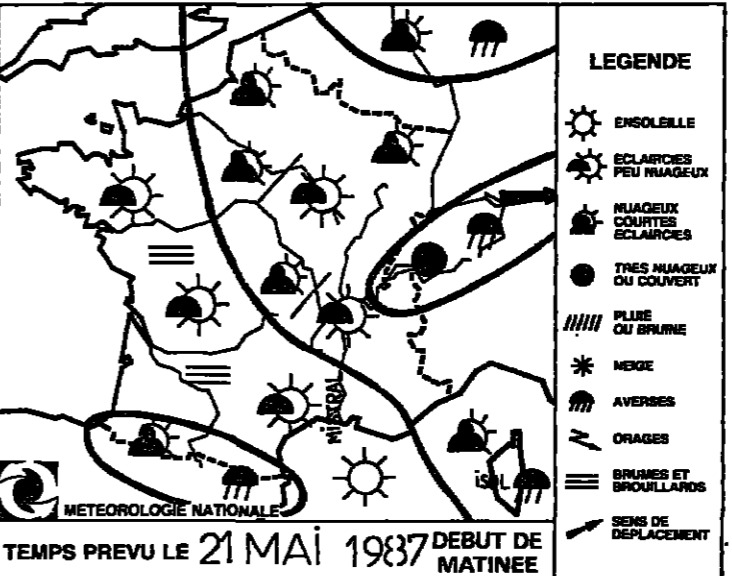 LEGENDE
ENSOLEILLE
ECLAIRCIES
PEU NUAGEUX
NUAGEUX
COURTES
ECLAIRCIES
TRES NUAGEUX
OU COUVERT
PLUIE
OU BRUINE
NEIGE
AVERSES
ORAGES
BRUMES ET
BROUILLARDS
SENS DE
DEPLACEMENT
MISTRAL
ISOL
METEOROLOGIE NATIONALE
TEMPS PREVU LE 21 MAI 1987 DEBUT DE
MATINEE